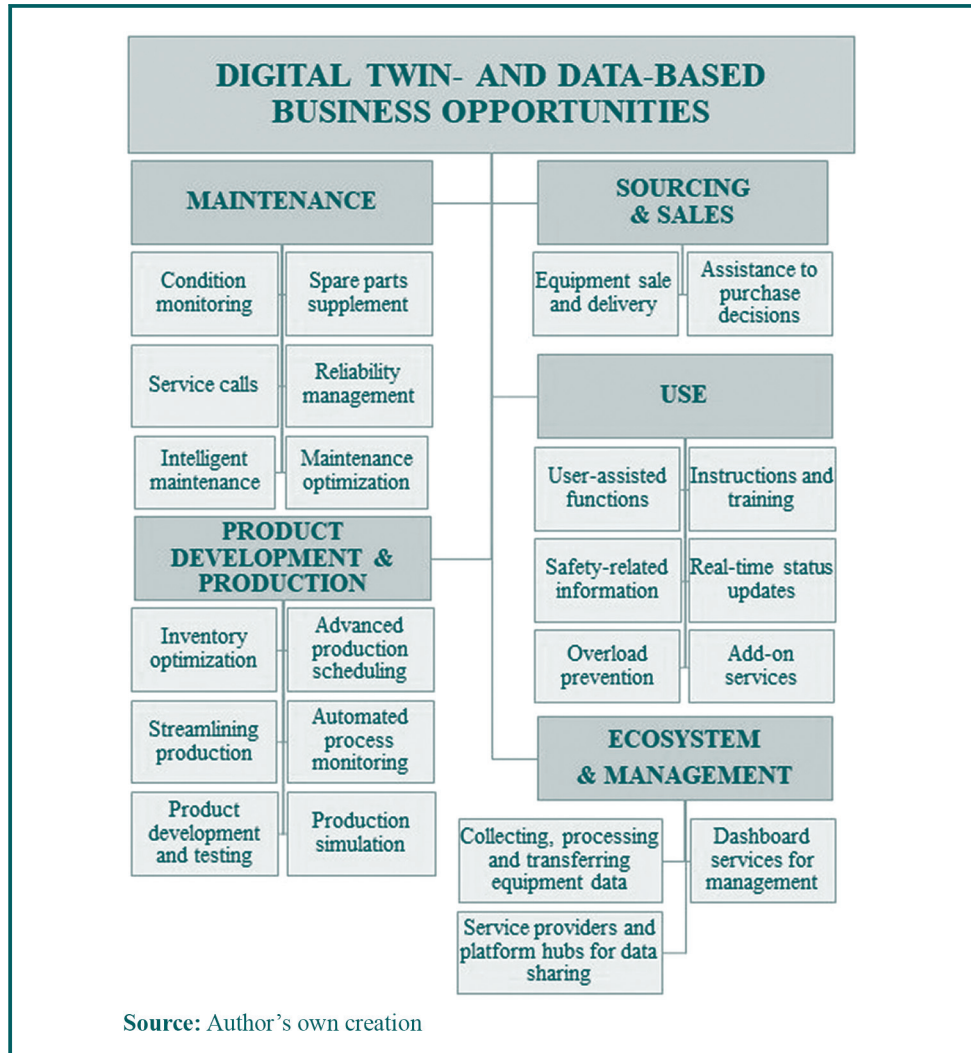 DIGITAL TWIN- AND DATA-BASED
BUSINESS OPPORTUNITIES
MAINTENANCE
Condition
monitoring
Spare parts
supplement
Service calls
Reliability
management
Intelligent
maintenance
Maintenance
optimization
PRODUCT
DEVELOPMENT &
PRODUCTION
Inventory
optimization
Advanced
production
scheduling
Streamlining
production
Automated
process
monitoring
Product
development
and testing
Production
simulation
SOURCING
& SALES
Equipment sale
and delivery
Assistance to
purchase
decisions
USE
User-assisted
functions
Instructions and
training
Safety-related
information
Real-time status
updates
Overload
prevention
Add-on
services
ECOSYSTEM
& MANAGEMENT
Collecting, processing
and transferring
equipment data
Dashboard
services for
management
Service providers and
platform hubs for data
sharing
Source: Author's own creation